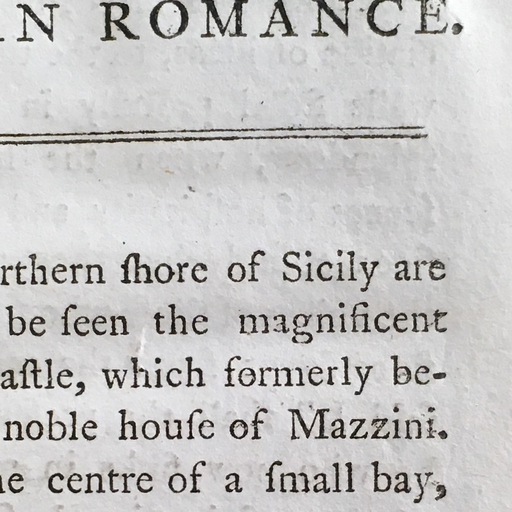 N ROMANCE.
rthern ſhore of Sicily are
be ſeen the magnificent
aſtle, which formerly be-
noble houſe of Mazzini.
e centre of a ſmall bay,